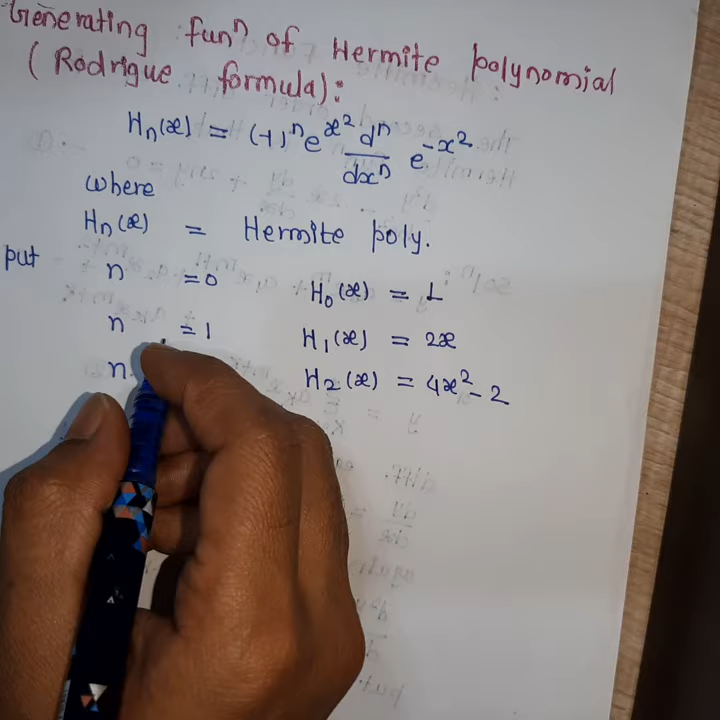 Generating funⁿ of Hermite polynomial
(Rodrigue formula):
Hₙ(x) = (-1)ⁿ e^x² dⁿ/dxⁿ e^-x²
where
Hₙ(x) = Hermite poly.
put n = 0 H₀(x) = 1
n = 1 H₁(x) = 2x
n H₂(x) = 4x² - 2